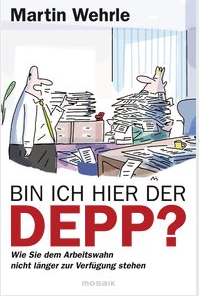 Martin Wehrle
BIN ICH HIER DER
DEPP?
Wie Sie dem Arbeitswahn
nicht länger zur Verfügung stehen
mosaik